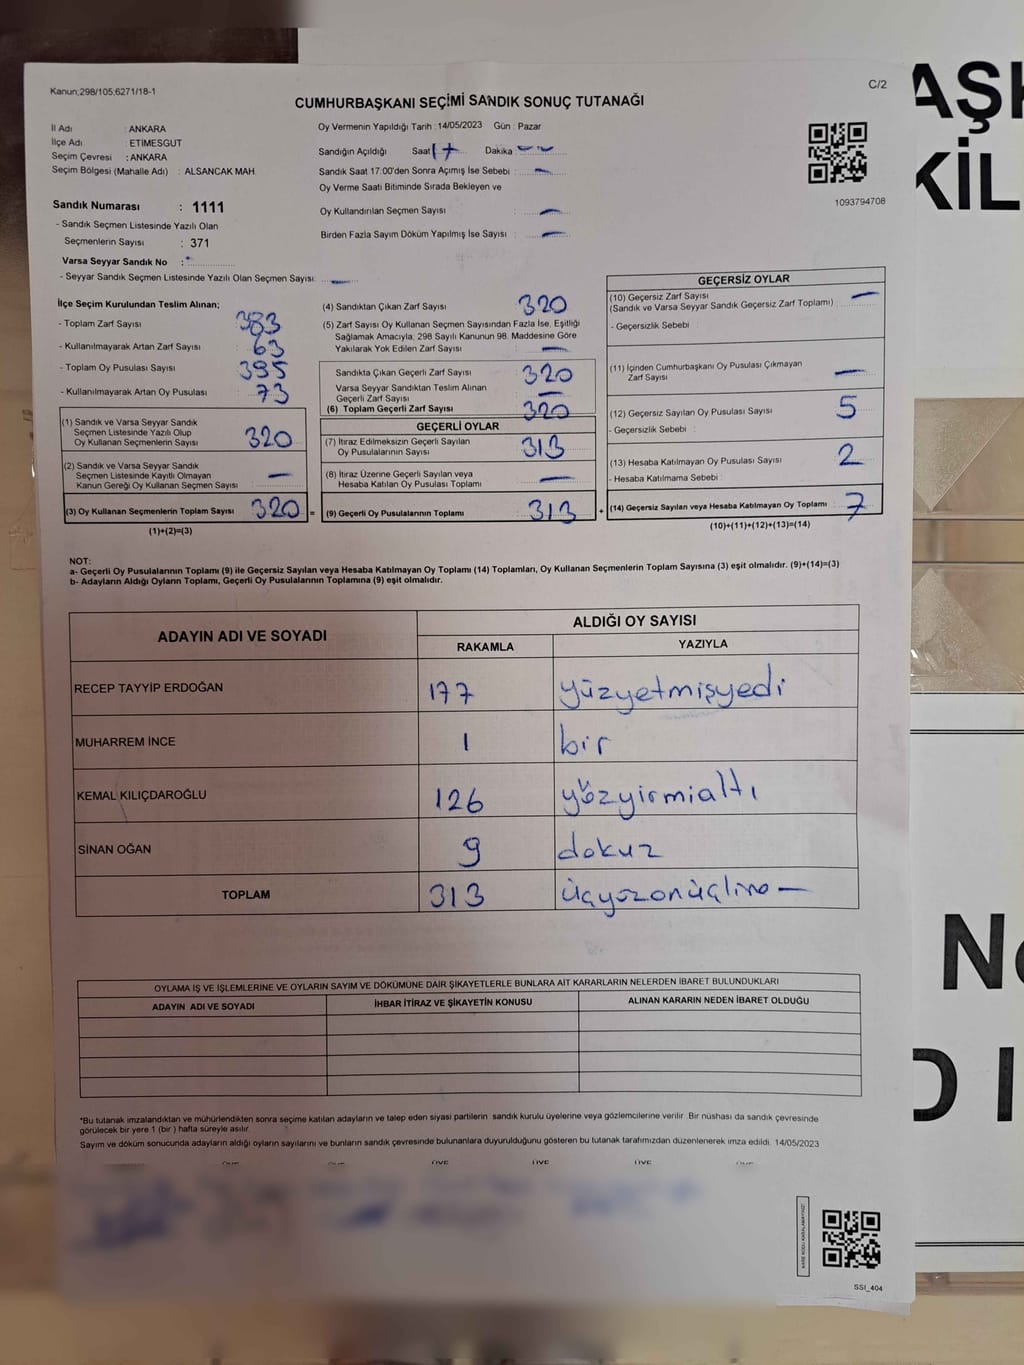 Kanun;298/105,6271/18-1
C/2
CUMHURBAŞKANI SEÇİMİ SANDIK SONUÇ TUTANAĞI
İl Adı : ANKARA
İlçe Adı : ETIMESGUT
Seçim Çevresi : ANKARA
Seçim Bölgesi (Mahalle Adı) : ALSANCAK MAH.
Oy Vermenin Yapıldığı Tarih : 14/05/2023 Gün : Pazar
Sandığın Açıldığı Saat 17 Dakika : —
Sandık Saat 17:00'den Sonra Açımış İse Sebebi : —
Oy Verme Saati Bitiminde Sırada Bekleyen ve
Oy Kullandırılan Seçmen Sayısı : —
Birden Fazla Sayım Döküm Yapılmış İse Sayısı : —
1093794708
Sandık Numarası : 1111
- Sandık Seçmen Listesinde Yazılı Olan
Seçmenlerin Sayısı : 371
Varsa Seyyar Sandık No :
- Seyyar Sandık Seçmen Listesinde Yazılı Olan Seçmen Sayısı: —
İlçe Seçim Kurulundan Teslim Alınan;
- Toplam Zarf Sayısı : 383
- Kullanılmayarak Artan Zarf Sayısı : 63
- Toplam Oy Pusulası Sayısı : 395
- Kullanılmayarak Artan Oy Pusulası : 73
(1) Sandık ve Varsa Seyyar Sandık
Seçmen Listesinde Yazılı Olup
Oy Kullanan Seçmenlerin Sayısı 320
(2) Sandık ve Varsa Seyyar Sandık
Seçmen Listesinde Kayıtlı Olmayan
Kanun Gereği Oy Kullanan Seçmen Sayısı —
(3) Oy Kullanan Seçmenlerin Toplam Sayısı 320 =
(1)+(2)=(3)
(4) Sandıktan Çıkan Zarf Sayısı 320
(5) Zarf Sayısı Oy Kullanan Seçmen Sayısından Fazla İse, Eşitliği
Sağlamak Amacıyla; 298 Sayılı Kanunun 98. Maddesine Göre
Yakılarak Yok Edilen Zarf Sayısı —
Sandıkta Çıkan Geçerli Zarf Sayısı 320
Varsa Seyyar Sandıktan Teslim Alınan
Geçerli Zarf Sayısı —
(6) Toplam Geçerli Zarf Sayısı 320
GEÇERLİ OYLAR
(7) İtiraz Edilmeksizin Geçerli Sayılan
Oy Pusulalarının Sayısı 313
(8) İtiraz Üzerine Geçerli Sayılan veya
Hesaba Katılan Oy Pusulası Toplamı —
(9) Geçerli Oy Pusulalarının Toplamı 313 +
GEÇERSİZ OYLAR
(10) Geçersiz Zarf Sayısı —
(Sandık ve Varsa Seyyar Sandık Geçersiz Zarf Toplamı)
- Geçersizlik Sebebi :
(11) İçinden Cumhurbaşkanı Oy Pusulası Çıkmayan
Zarf Sayısı —
(12) Geçersiz Sayılan Oy Pusulası Sayısı 5
- Geçersizlik Sebebi :
(13) Hesaba Katılmayan Oy Pusulası Sayısı 2
- Hesaba Katılmama Sebebi :
(14) Geçersiz Sayılan veya Hesaba Katılmayan Oy Toplamı 7
(10)+(11)+(12)+(13)=(14)
NOT:
a- Geçerli Oy Pusulalarının Toplamı (9) ile Geçersiz Sayılan veya Hesaba Katılmayan Oy Toplamı (14) Toplamları, Oy Kullanan Seçmenlerin Toplam Sayısına (3) eşit olmalıdır. (9)+(14)=(3)
b- Adayların Aldığı Oyların Toplamı, Geçerli Oy Pusulalarının Toplamına (9) eşit olmalıdır.
ADAYIN ADI VE SOYADI ALDIĞI OY SAYISI
RAKAMLA YAZIYLA
RECEP TAYYİP ERDOĞAN 177 yüzyetmişyedi
MUHARREM İNCE 1 bir
KEMAL KILIÇDAROĞLU 126 yüzyirmialtı
SİNAN OĞAN 9 dokuz
TOPLAM 313
OYLAMA İŞ VE İŞLEMLERİNE VE OYLARIN SAYIM VE DÖKÜMÜNE DAİR ŞİKAYETLERLE BUNLARA AİT KARARLARIN NELERDEN İBARET BULUNDUKLARI
ADAYIN ADI VE SOYADI İHBAR İTİRAZ VE ŞİKAYETİN KONUSU ALINAN KARARIN NEDEN İBARET OLDUĞU
*Bu tutanak imzalandıktan ve mühürlendikten sonra seçime katılan adayların ve talep eden siyasi partilerin sandık kurulu üyelerine veya gözlemcilerine verilir. Bir nüshası da sandık çevresinde
görülecek bir yere 1 (bir ) hafta süreyle asılır.
Sayım ve döküm sonucunda adayların aldığı oyların sayılarını ve bunların sandık çevresinde bulunanlara duyurulduğunu gösteren bu tutanak tarafımızdan düzenlenerek imza edildi. 14/05/2023
SSI_404